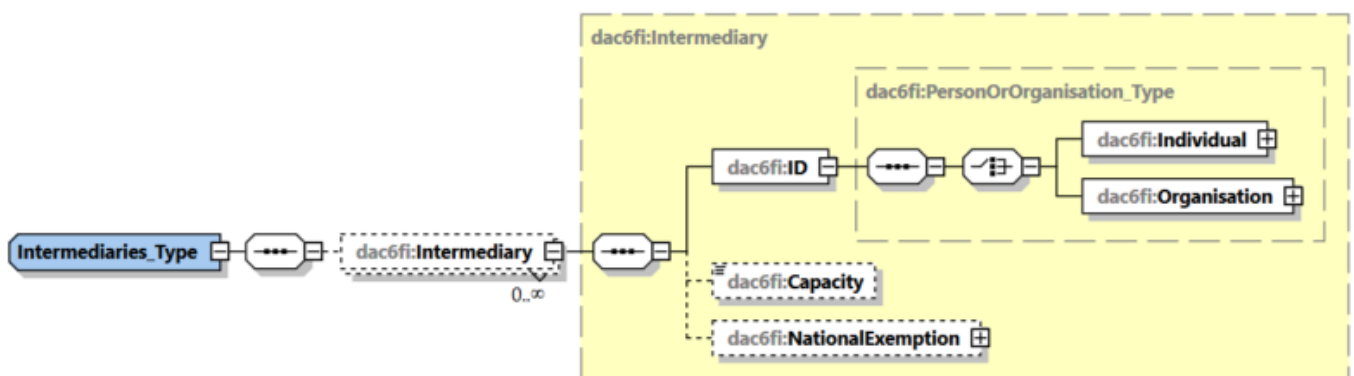 dac6fi:Intermediary
dac6fi:PersonOrOrganisation_Type
dac6fi:Individual
dac6fi:ID
dac6fi:Organisation
Intermediaries_Type
dac6fi:Intermediary
0..∞
dac6fi:Capacity
dac6fi:NationalExemption